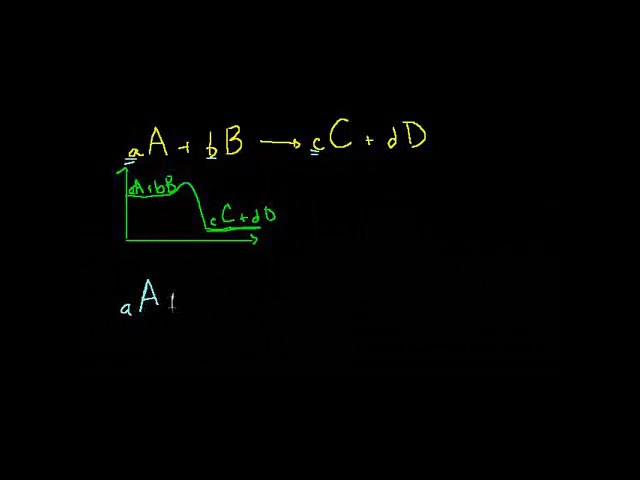 aA + bB → cC + dD
aA + bB
cC + dD
aA +